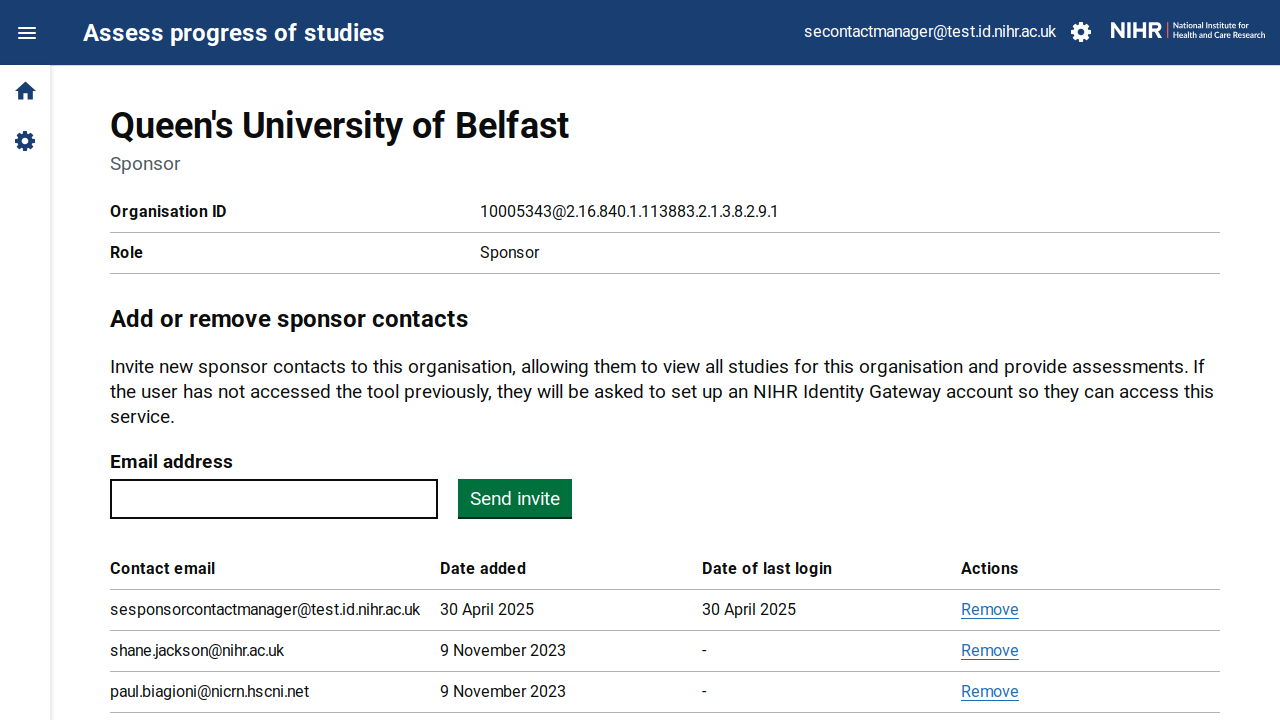 Assess progress of studies
secontactmanager@test.id.nihr.ac.uk
NIHR | National Institute for
Health and Care Research
Queen's University of Belfast
Sponsor
Organisation ID 10005343@2.16.840.1.113883.2.1.3.8.2.9.1
Role Sponsor
Add or remove sponsor contacts
Invite new sponsor contacts to this organisation, allowing them to view all studies for this organisation and provide assessments. If
the user has not accessed the tool previously, they will be asked to set up an NIHR Identity Gateway account so they can access this
service.
Email address
Send invite
Contact email Date added Date of last login Actions
sesponsorcontactmanager@test.id.nihr.ac.uk 30 April 2025 30 April 2025 Remove
shane.jackson@nihr.ac.uk 9 November 2023 - Remove
paul.biagioni@nicrn.hscni.net 9 November 2023 - Remove